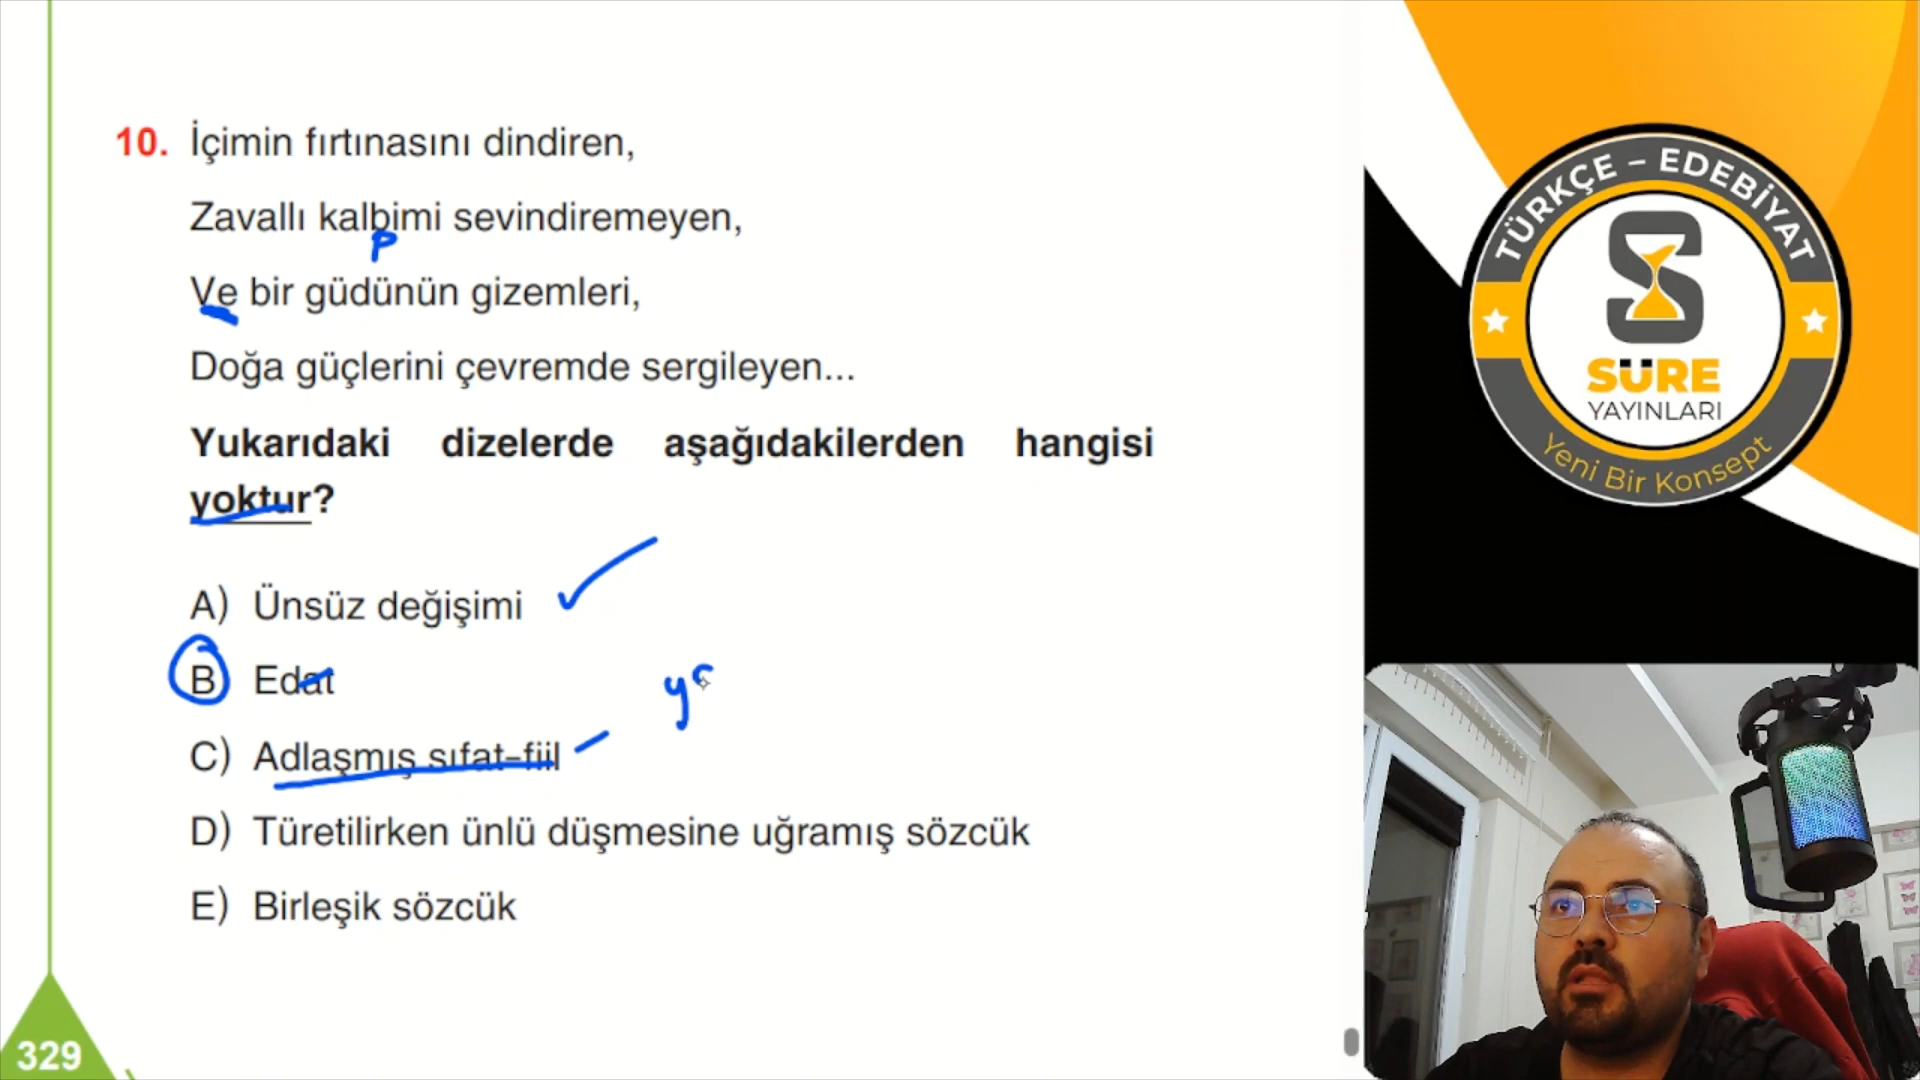 10. İçimin fırtınasını dindiren,
Zavallı kalbimi sevindiremeyen,
p
Ve bir güdünün gizemleri,
Doğa güçlerini çevremde sergileyen...
Yukarıdaki dizelerde aşağıdakilerden hangisi
yoktur?
A) Ünsüz değişimi
B) Edat
C) Adlaşmış sıfat-fiil
D) Türetilirken ünlü düşmesine uğramış sözcük
E) Birleşik sözcük
329
TÜRKÇE – EDEBİYAT
SÜRE
YAYINLARI
Yeni Bir Konsept